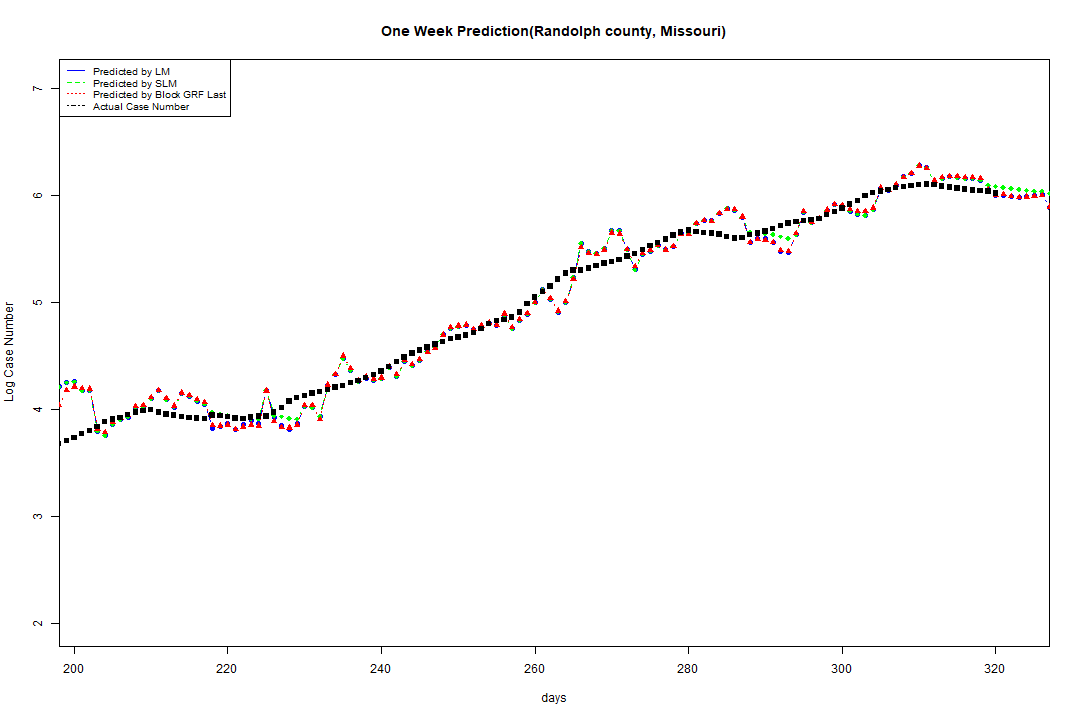 One Week Prediction(Randolph county, Missouri)
Predicted by LM
Predicted by SLM
Predicted by Block GRF Last
Actual Case Number
7
6
5
4
3
2
Log Case Number
200 220 240 260 280 300 320
days